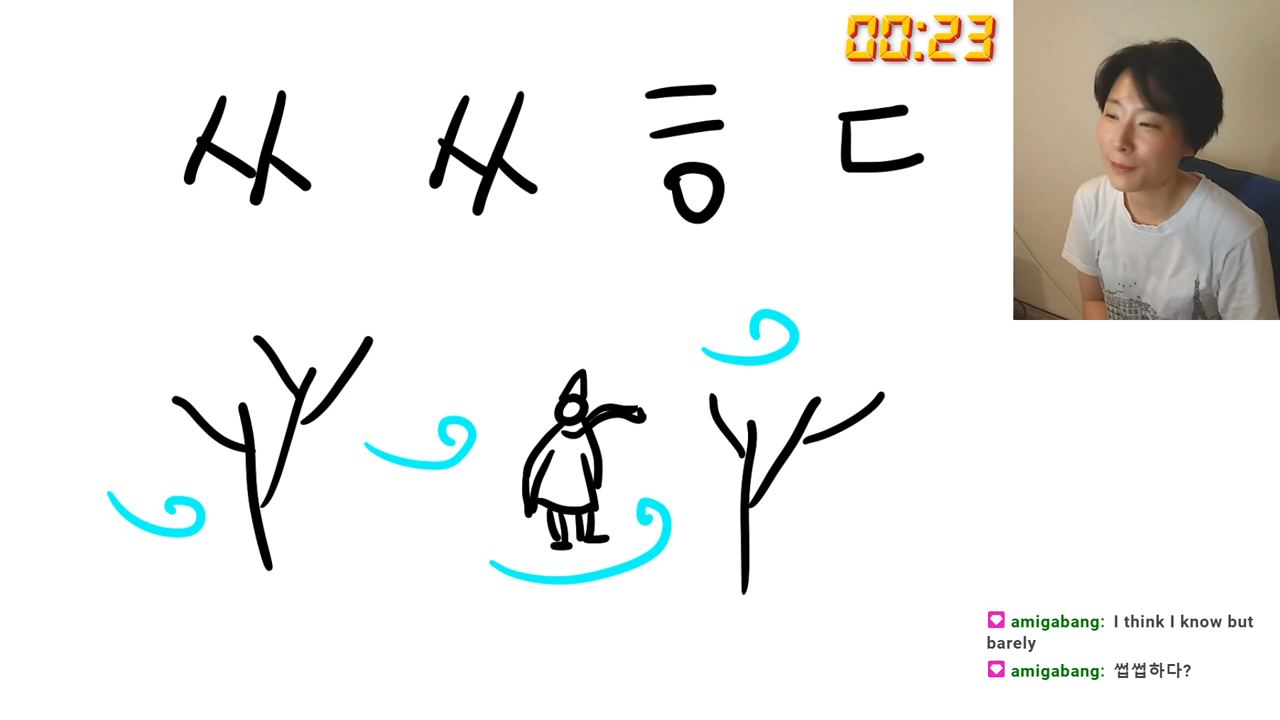 00:23
ㅆ ㅆ ㅎ ㄷ
amigabang: I think I know but
barely
amigabang: 썹썹하다?